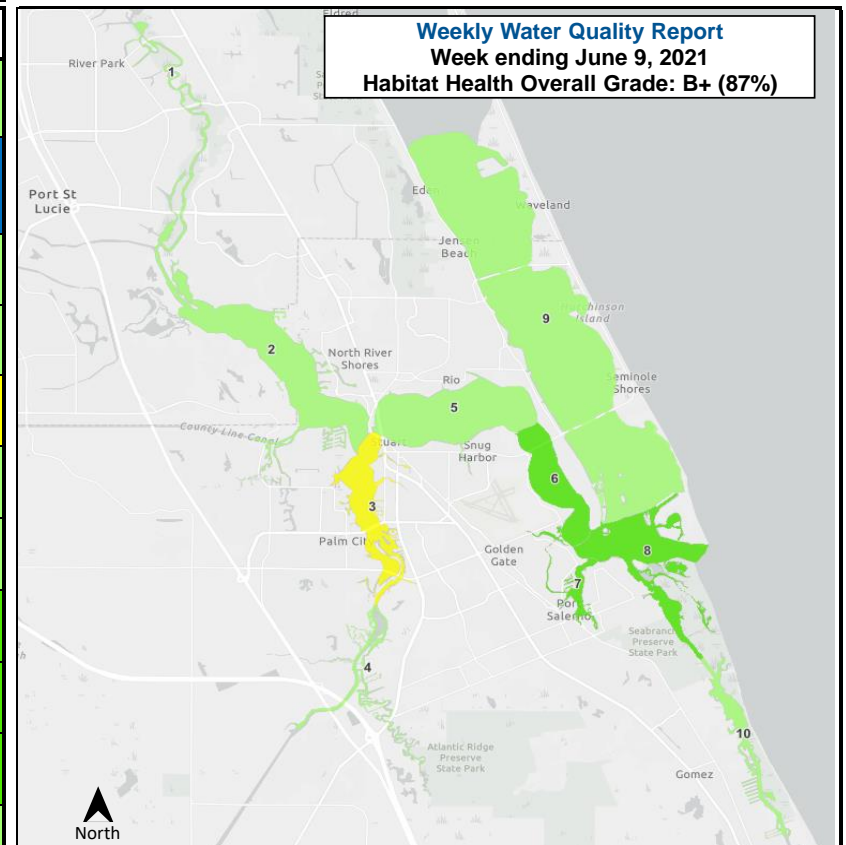 Weekly Water Quality Report
Week ending June 9, 2021
Habitat Health Overall Grade: B+ (87%)
Eldred
River Park
1
Port St
Lucie
Eden
Waveland
Jensen
Beach
Hutchinson
Island
9
2
North River
Shores
Rio
Seminole
Shores
5
County Line Canal
Stuart
Snug
Harbor
6
3
Palm City
Golden
Gate
8
7
Port
Salerno
Seabranch
Preserve
State Park
4
10
Atlantic Ridge
Preserve
State Park
Gomez
North